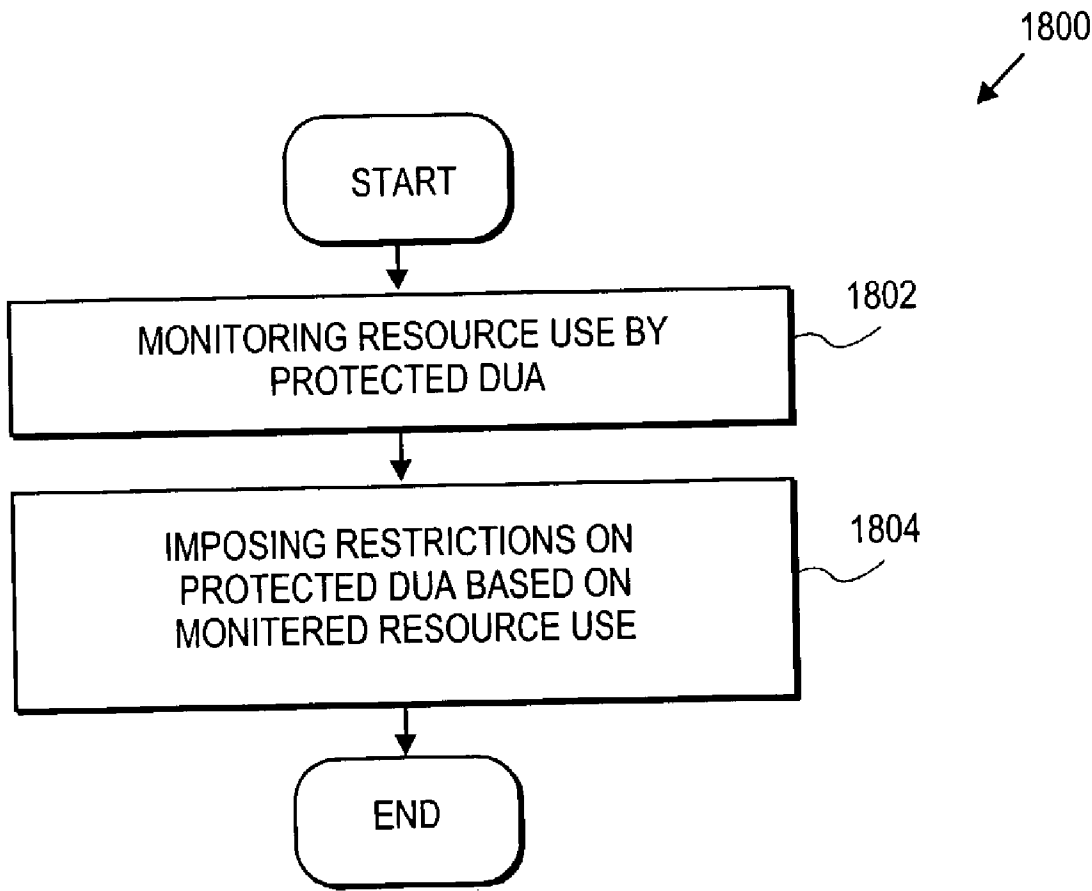 1800
START
MONITORING RESOURCE USE BY
PROTECTED DUA
1802
IMPOSING RESTRICTIONS ON
PROTECTED DUA BASED ON
MONITERED RESOURCE USE
1804
END